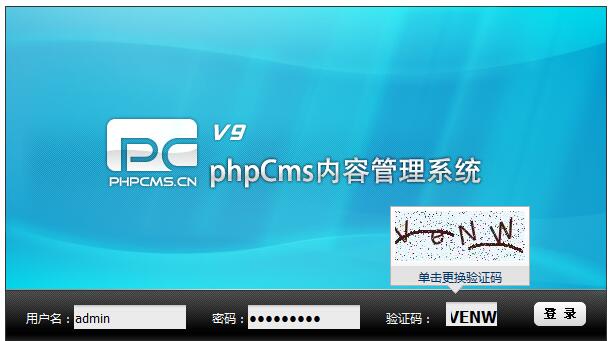 V9
PC
PHPCMS.CN
phpCms内容管理系统
VeNW
单击更换验证码
用户名：admin 密码：●●●●●●●●● 验证码：VENW 登 录